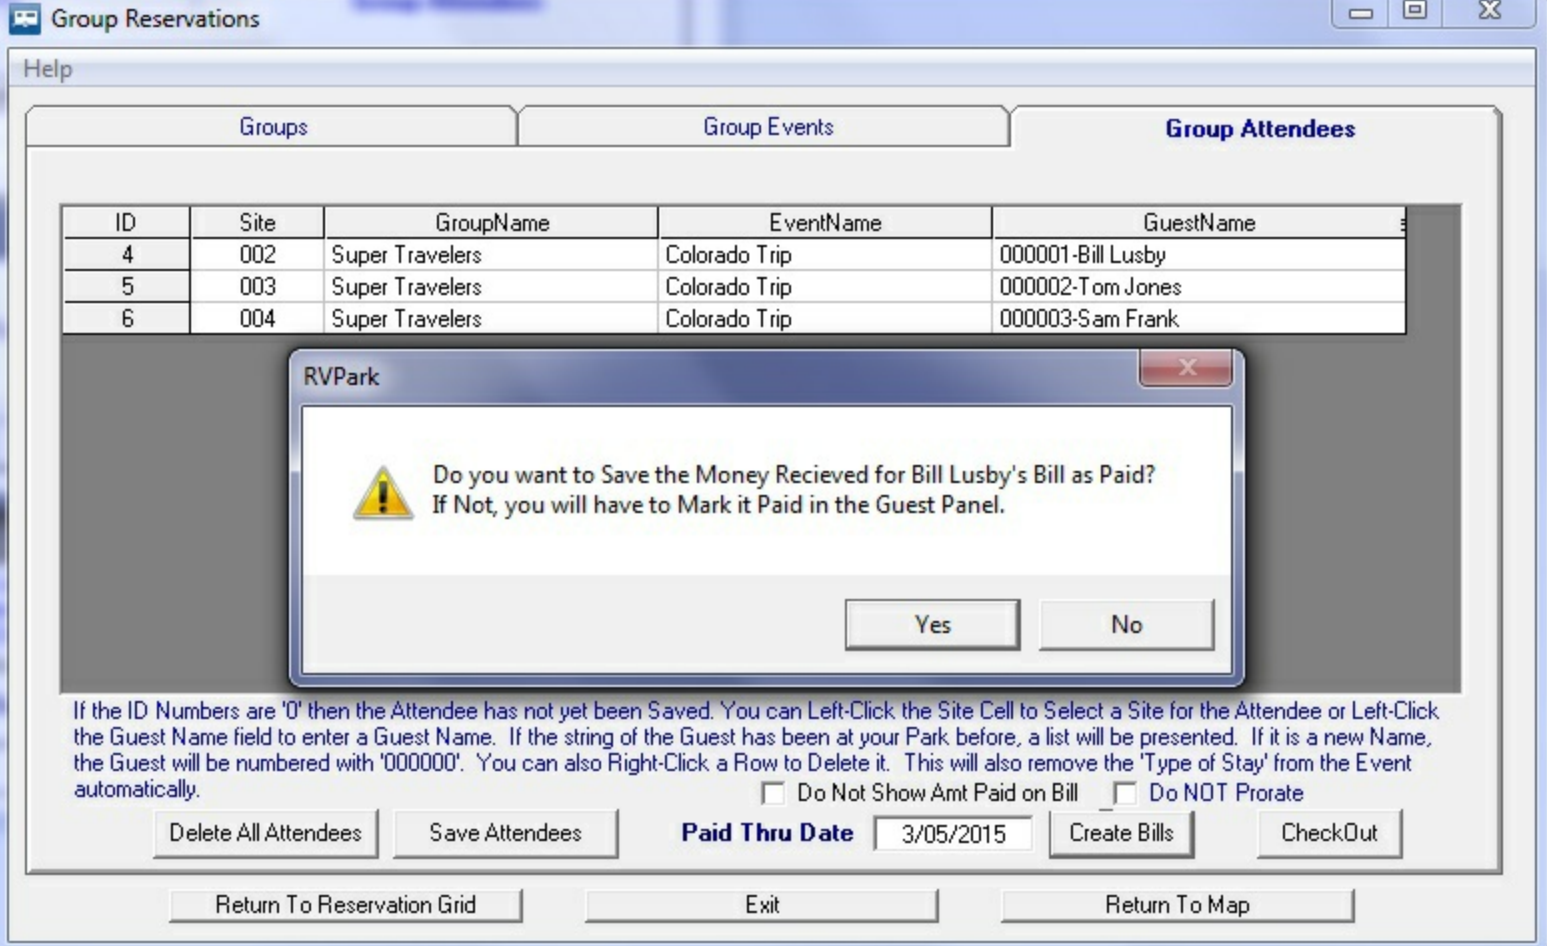 Group Reservations
Help
Groups Group Events Group Attendees
ID Site GroupName EventName GuestName
4 002 Super Travelers Colorado Trip 000001-Bill Lusby
5 003 Super Travelers Colorado Trip 000002-Tom Jones
6 004 Super Travelers Colorado Trip 000003-Sam Frank
RVPark
Do you want to Save the Money Recieved for Bill Lusby's Bill as Paid?
If Not, you will have to Mark it Paid in the Guest Panel.
Yes No
If the ID Numbers are '0' then the Attendee has not yet been Saved. You can Left-Click the Site Cell to Select a Site for the Attendee or Left-Click
the Guest Name field to enter a Guest Name. If the string of the Guest has been at your Park before, a list will be presented. If it is a new Name,
the Guest will be numbered with '000000'. You can also Right-Click a Row to Delete it. This will also remove the 'Type of Stay' from the Event
automatically.
Do Not Show Amt Paid on Bill Do NOT Prorate
Delete All Attendees Save Attendees Paid Thru Date 3/05/2015 Create Bills CheckOut
Return To Reservation Grid Exit Return To Map